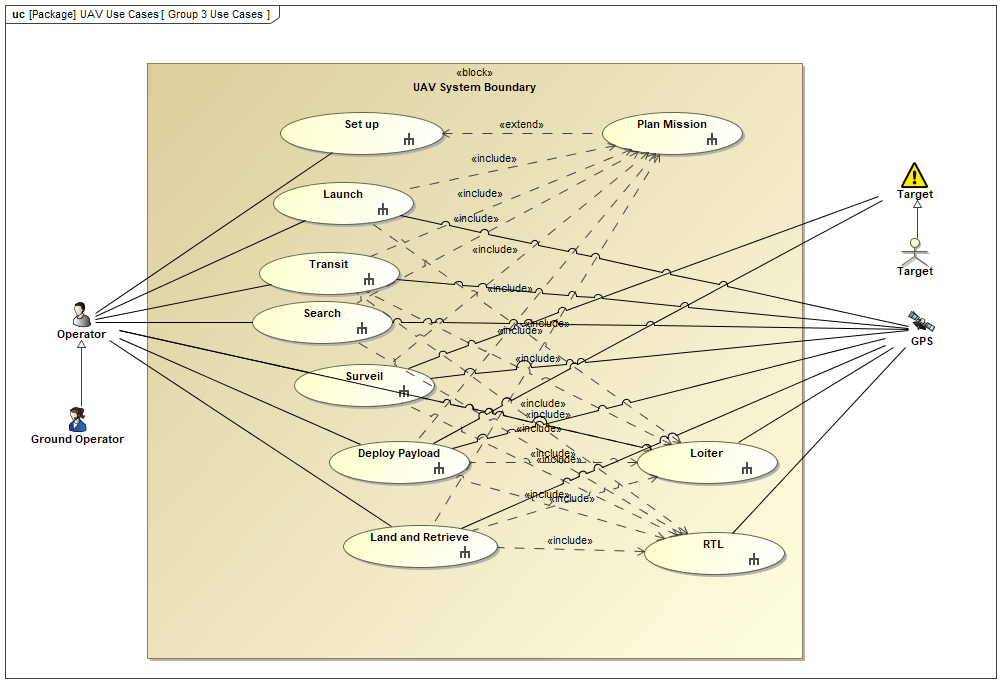 uc [Package] UAV Use Cases [ Group 3 Use Cases ]
«block»
UAV System Boundary
Set up
«extend»
Plan Mission
«include»
Launch
«include»
Target
«include»
«include»
Transit
Target
«include»
Search
«include»
«include»
Operator
GPS
«include»
Surveil
«include»
«include»
«include»
Ground Operator
Deploy Payload
«include»
«include»
Loiter
«include»
«include»
Land and Retrieve
«include»
RTL